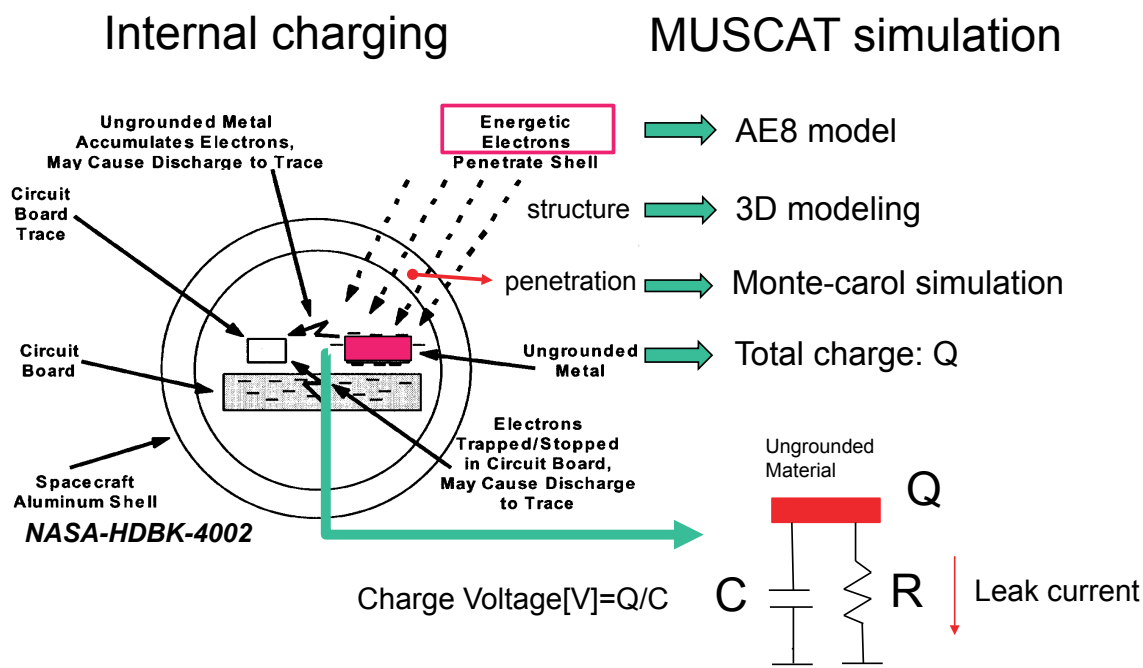 Internal charging
MUSCAT simulation
Ungrounded Metal
Accumulates Electrons,
May Cause Discharge to Trace
Energetic
Electrons
Penetrate Shell
AE8 model
Circuit
Board
Trace
structure
3D modeling
penetration
Monte-carol simulation
Circuit
Board
Ungrounded
Metal
Total charge: Q
Electrons
Trapped/Stopped
in Circuit Board,
May Cause Discharge
to Trace
Spacecraft
Aluminum Shell
NASA-HDBK-4002
Ungrounded
Material
Q
Charge Voltage[V]=Q/C
C
R
Leak current